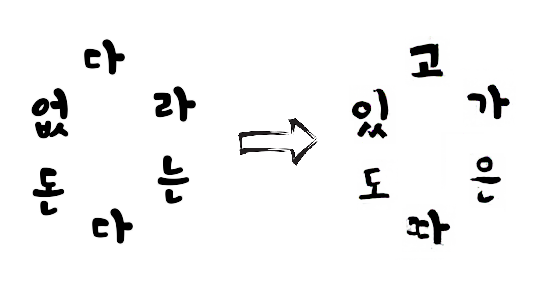 다
없 라
돈 는
다
고
있 가
도 은
짜